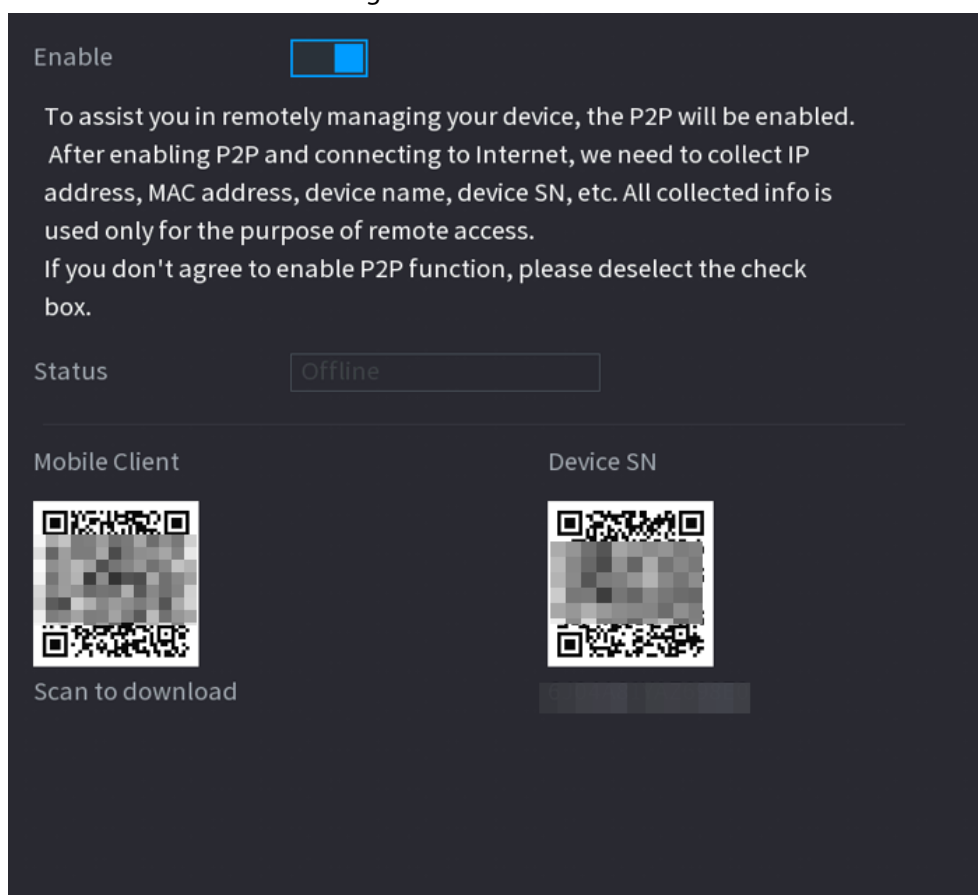 Enable
To assist you in remotely managing your device, the P2P will be enabled.
After enabling P2P and connecting to Internet, we need to collect IP
address, MAC address, device name, device SN, etc. All collected info is
used only for the purpose of remote access.
If you don't agree to enable P2P function, please deselect the check
box.
Status Offline
Mobile Client Device SN
Scan to download